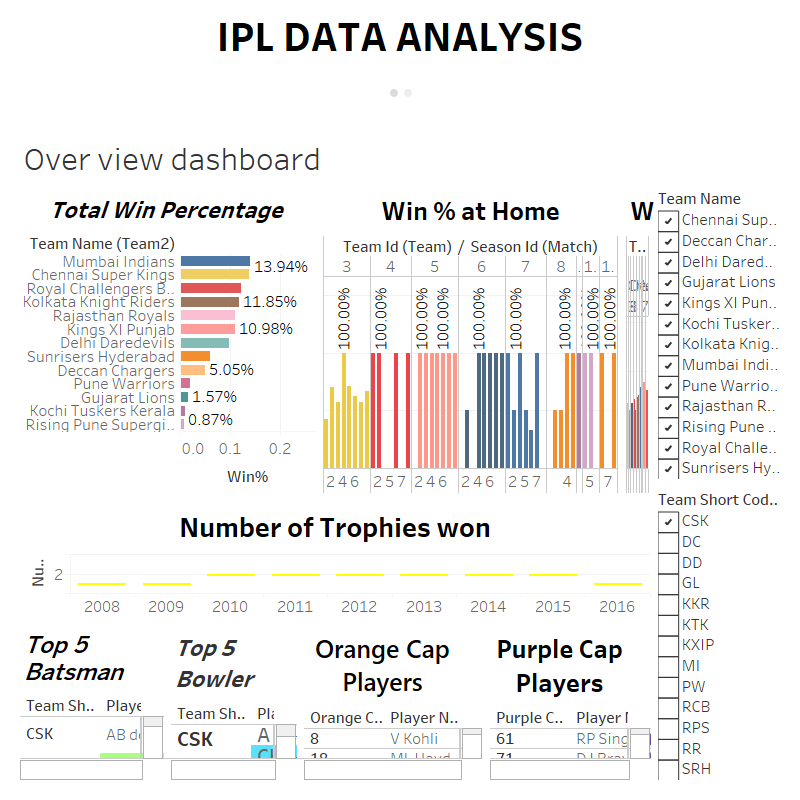 IPL DATA ANALYSIS
Over view dashboard
Total Win Percentage
Team Name (Team2)
Mumbai Indians
13.94%
Chennai Super Kings
Royal Challengers B..
Kolkata Knight Riders
11.85%
Rajasthan Royals
Kings XI Punjab
10.98%
Delhi Daredevils
Sunrisers Hyderabad
Deccan Chargers
5.05%
Pune Warriors
Gujarat Lions
1.57%
Kochi Tuskers Kerala
Rising Pune Supergi..
0.87%
0.0 0.1 0.2
Win%
Win % at Home
Team Id (Team) / Season Id (Match)
3 4 5 6 7 8 .1. 1.
100.00% 100.00% 100.00% 100.00% 100.00% 100.00% 100.00% 100.00% 100.00%
2 4 6 2 5 7 2 4 6 2 4 6 2 5 7 4 5 7
W
T..
Team Name
Chennai Sup..
Deccan Char..
Delhi Dared..
Gujarat Lions
Kings XI Pun..
Kochi Tusker..
Kolkata Knig..
Mumbai Indi..
Pune Warrio..
Rajasthan R..
Rising Pune ..
Royal Challe..
Sunrisers Hy..
Team Short Cod..
CSK
DC
DD
GL
KKR
KTK
KXIP
MI
PW
RCB
RPS
RR
SRH
Number of Trophies won
Nu..
2
2008 2009 2010 2011 2012 2013 2014 2015 2016
Top 5
Batsman
Team Sh.. Playe
CSK AB de
Top 5
Bowler
Team Sh.. Pla
CSK A
Orange Cap
Players
Orange C.. Player N..
8 V Kohli
18 ML Hayd
Purple Cap
Players
Purple C.. Player N
61 RP Sing
71 DJ Brav